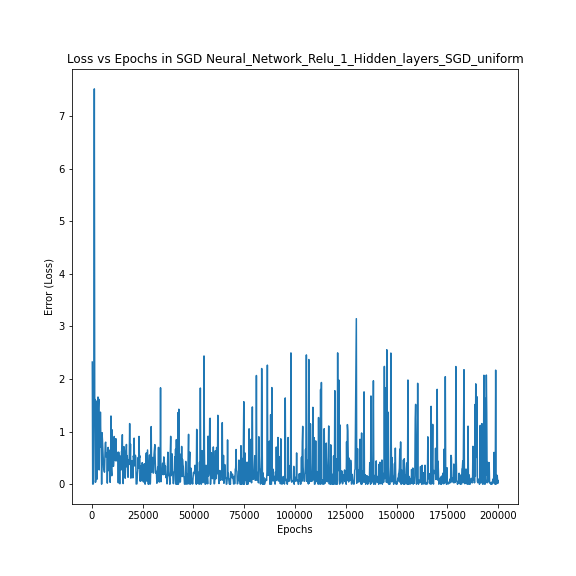 Loss vs Epochs in SGD Neural_Network_Relu_1_Hidden_layers_SGD_uniform
7
6
5
4
3
2
1
0
Error (Loss)
0 25000 50000 75000 100000 125000 150000 175000 200000
Epochs